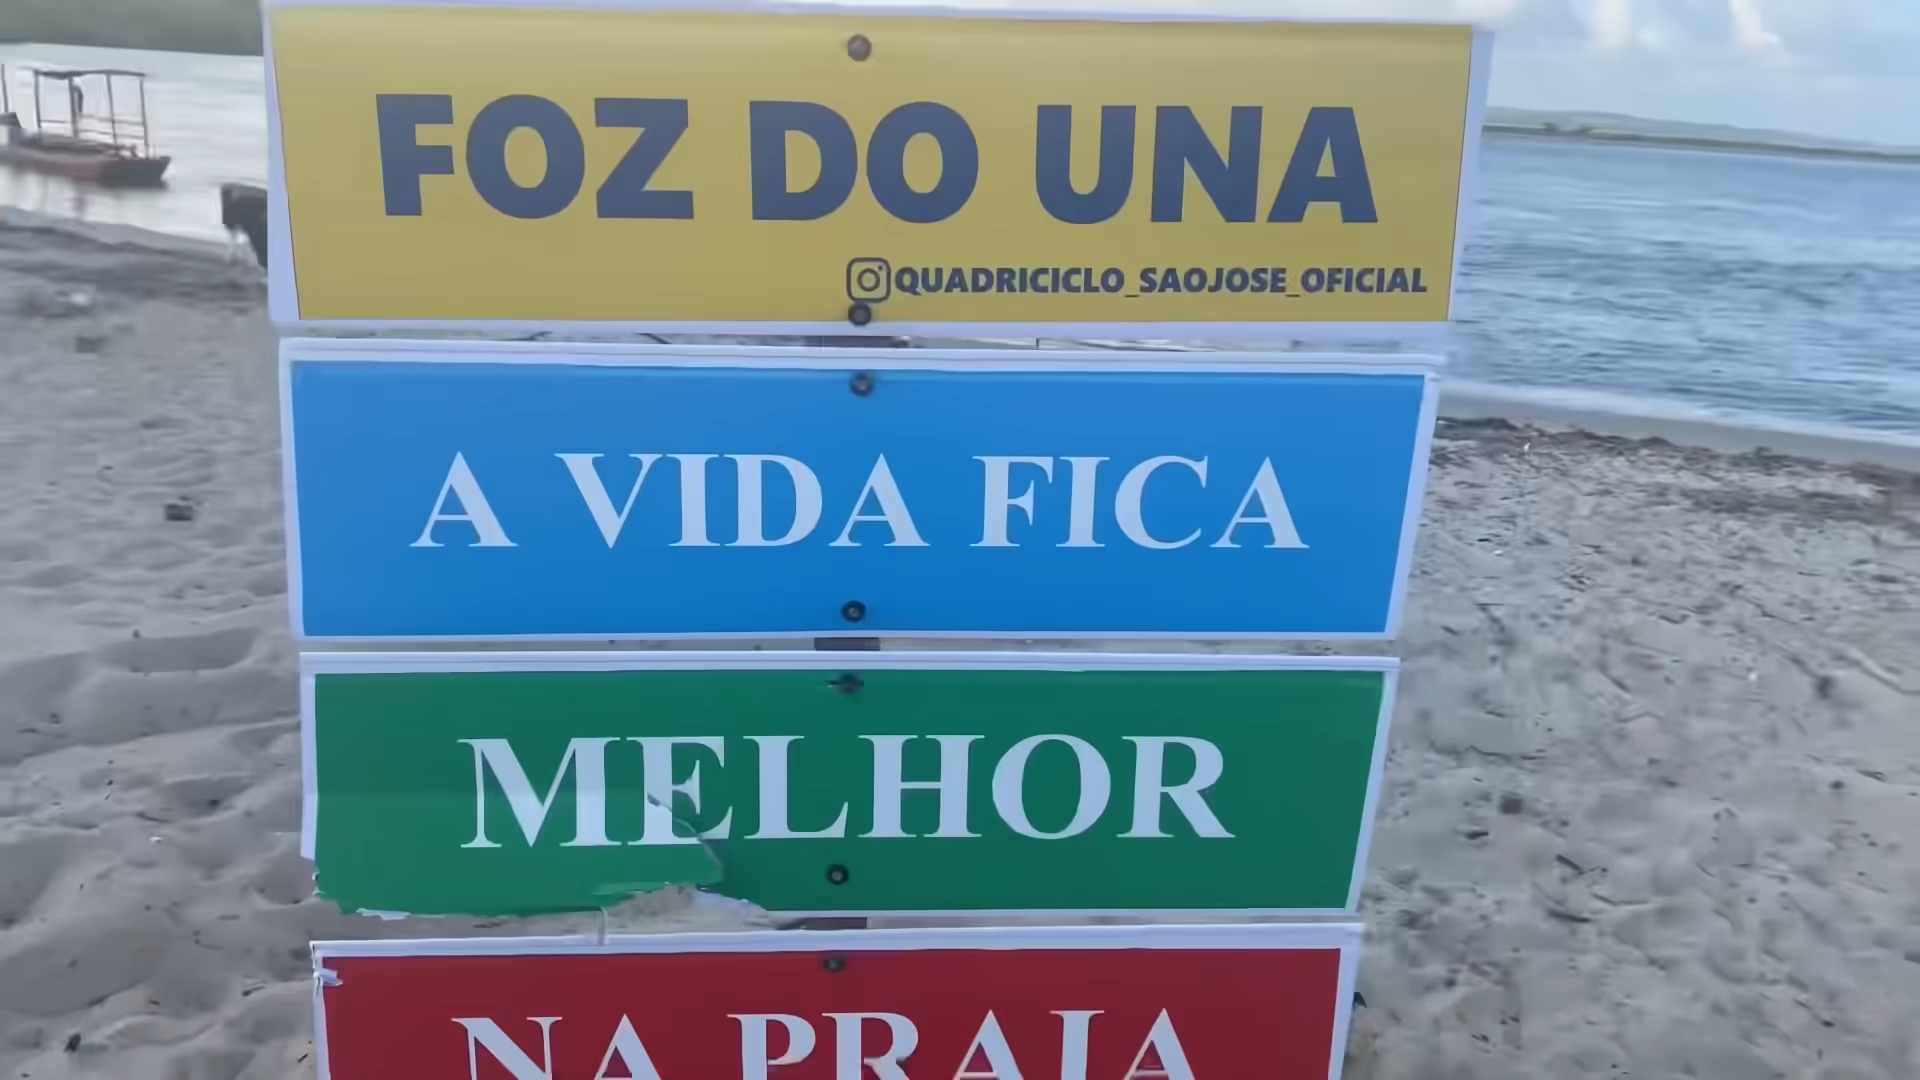 FOZ DO UNA
QUADRICICLO_SAOJOSE_OFICIAL
A VIDA FICA
MELHOR
NA PRAIA